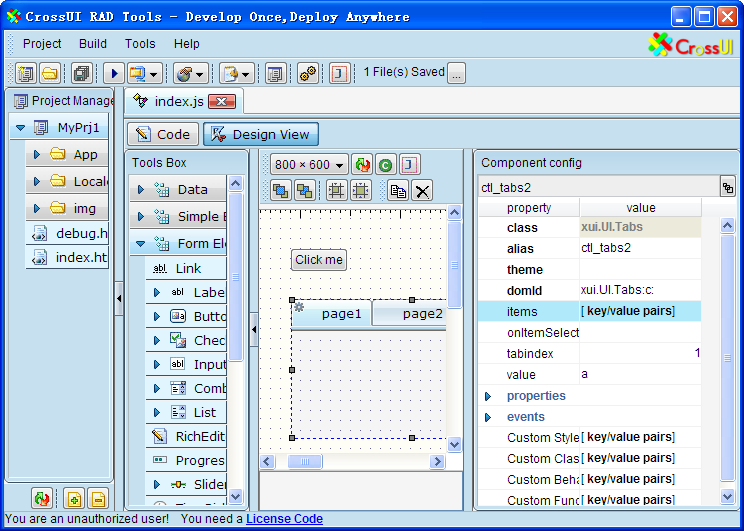 CrossUI RAD Tools - Develop Once,Deploy Anywhere
Project Build Tools Help
CrossUI
1 File(s) Saved ...
Project Manage
index.js
MyPrj1
App
Locale
img
debug.h
index.ht
Code Design View
Tools Box
Data
Simple E
Form Ele
Link
Labe
Butto
Chec
Input
Comb
List
RichEdit
Progres
Slider
800 × 600
Click me
page1 page2
Component config
ctl_tabs2
property value
class xui.UI.Tabs
alias ctl_tabs2
theme
domId xui.UI.Tabs:c:
items [ key/value pairs]
onItemSelect
tabindex 1
value a
properties
events
Custom Style [ key/value pairs]
Custom Clas [ key/value pairs]
Custom Beha [ key/value pairs]
Custom Func [ key/value pairs]
You are an unauthorized user! You need a License Code